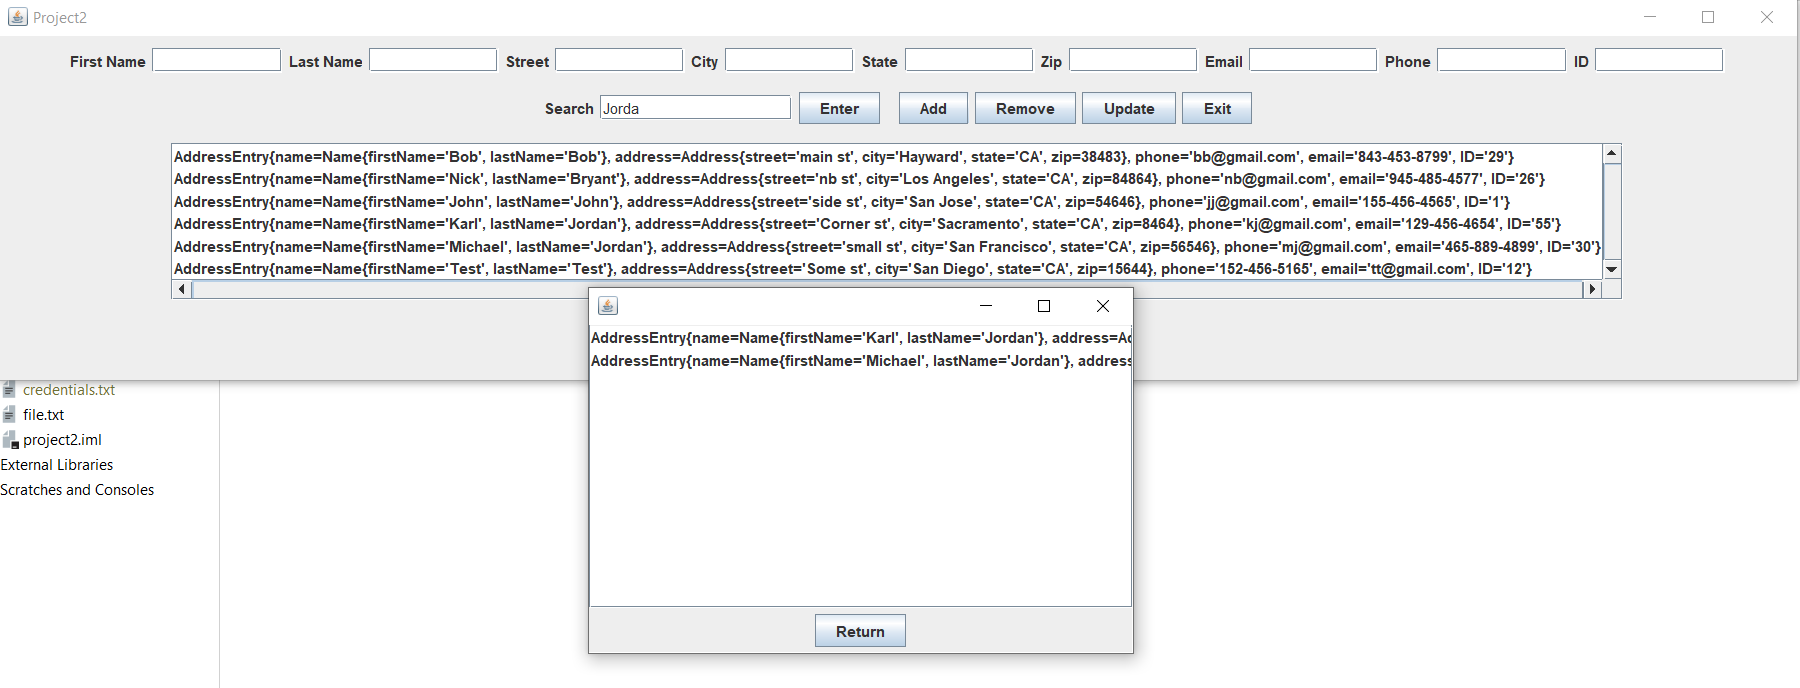 Project2
First Name Last Name Street City State Zip Email Phone ID
Search Jorda Enter Add Remove Update Exit
AddressEntry{name=Name{firstName='Bob', lastName='Bob'}, address=Address{street='main st', city='Hayward', state='CA', zip=38483}, phone='bb@gmail.com', email='843-453-8799', ID='29'}
AddressEntry{name=Name{firstName='Nick', lastName='Bryant'}, address=Address{street='nb st', city='Los Angeles', state='CA', zip=84864}, phone='nb@gmail.com', email='945-485-4577', ID='26'}
AddressEntry{name=Name{firstName='John', lastName='John'}, address=Address{street='side st', city='San Jose', state='CA', zip=54646}, phone='jj@gmail.com', email='155-456-4565', ID='1'}
AddressEntry{name=Name{firstName='Karl', lastName='Jordan'}, address=Address{street='Corner st', city='Sacramento', state='CA', zip=8464}, phone='kj@gmail.com', email='129-456-4654', ID='55'}
AddressEntry{name=Name{firstName='Michael', lastName='Jordan'}, address=Address{street='small st', city='San Francisco', state='CA', zip=56546}, phone='mj@gmail.com', email='465-889-4899', ID='30'}
AddressEntry{name=Name{firstName='Test', lastName='Test'}, address=Address{street='Some st', city='San Diego', state='CA', zip=15644}, phone='152-456-5165', email='tt@gmail.com', ID='12'}
AddressEntry{name=Name{firstName='Karl', lastName='Jordan'}, address=Ad
AddressEntry{name=Name{firstName='Michael', lastName='Jordan'}, address
Return
credentials.txt
file.txt
project2.iml
External Libraries
Scratches and Consoles